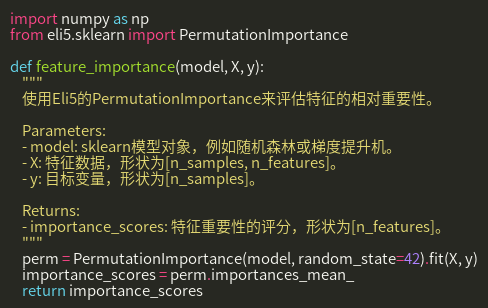 import numpy as np
from eli5.sklearn import PermutationImportance
def feature_importance(model, X, y):
"""
使用Eli5的PermutationImportance来评估特征的相对重要性。
Parameters:
- model: sklearn模型对象，例如随机森林或梯度提升机。
- X: 特征数据，形状为[n_samples, n_features]。
- y: 目标变量，形状为[n_samples]。
Returns:
- importance_scores: 特征重要性的评分，形状为[n_features]。
"""
perm = PermutationImportance(model, random_state=42).fit(X, y)
importance_scores = perm.importances_mean_
return importance_scores